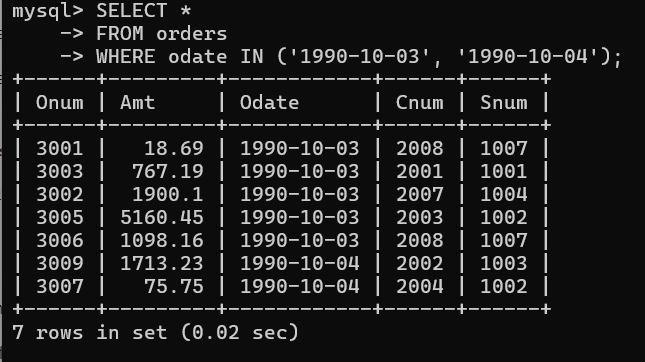 mysql> SELECT *
    -> FROM orders
    -> WHERE odate IN ('1990-10-03', '1990-10-04');
+------+---------+------------+------+------+
| Onum | Amt     | Odate      | Cnum | Snum |
+------+---------+------------+------+------+
| 3001 |   18.69 | 1990-10-03 | 2008 | 1007 |
| 3003 |  767.19 | 1990-10-03 | 2001 | 1001 |
| 3002 |  1900.1 | 1990-10-03 | 2007 | 1004 |
| 3005 | 5160.45 | 1990-10-03 | 2003 | 1002 |
| 3006 | 1098.16 | 1990-10-03 | 2008 | 1007 |
| 3009 | 1713.23 | 1990-10-04 | 2002 | 1003 |
| 3007 |   75.75 | 1990-10-04 | 2004 | 1002 |
+------+---------+------------+------+------+
7 rows in set (0.02 sec)